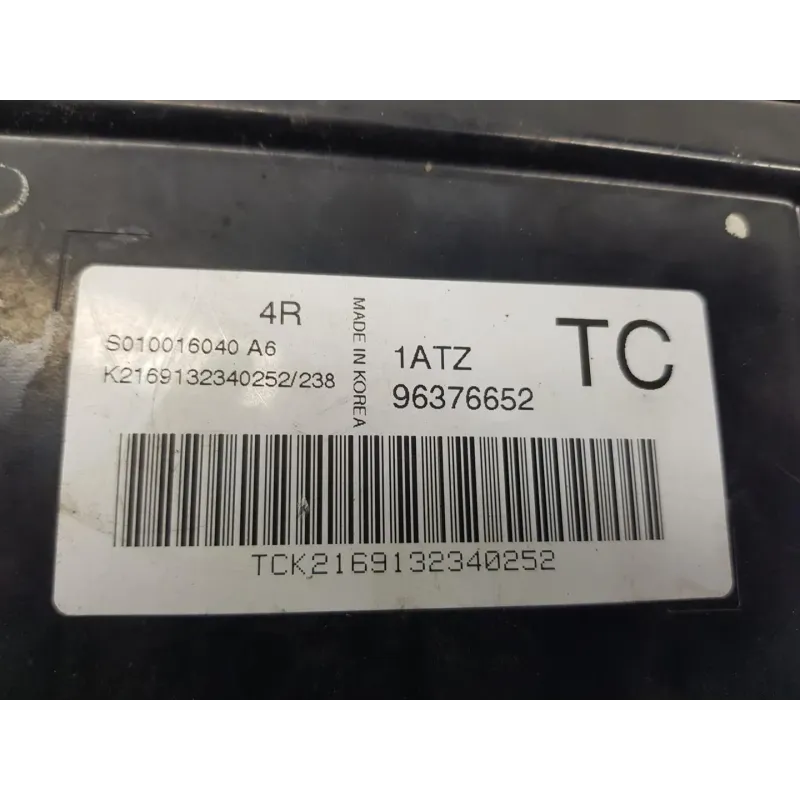 4R
S010016040 A6
K2169132340252/238
MADE IN KOREA
1ATZ
96376652
TC
TCK2169132340252